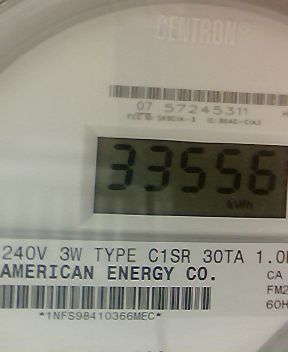 CENTRON®
07 57245311
33556
kWh
240V 3W TYPE C1SR 30TA 1.0
AMERICAN ENERGY CO.
CA
FM2
60H
*1NFS98410366MEC*